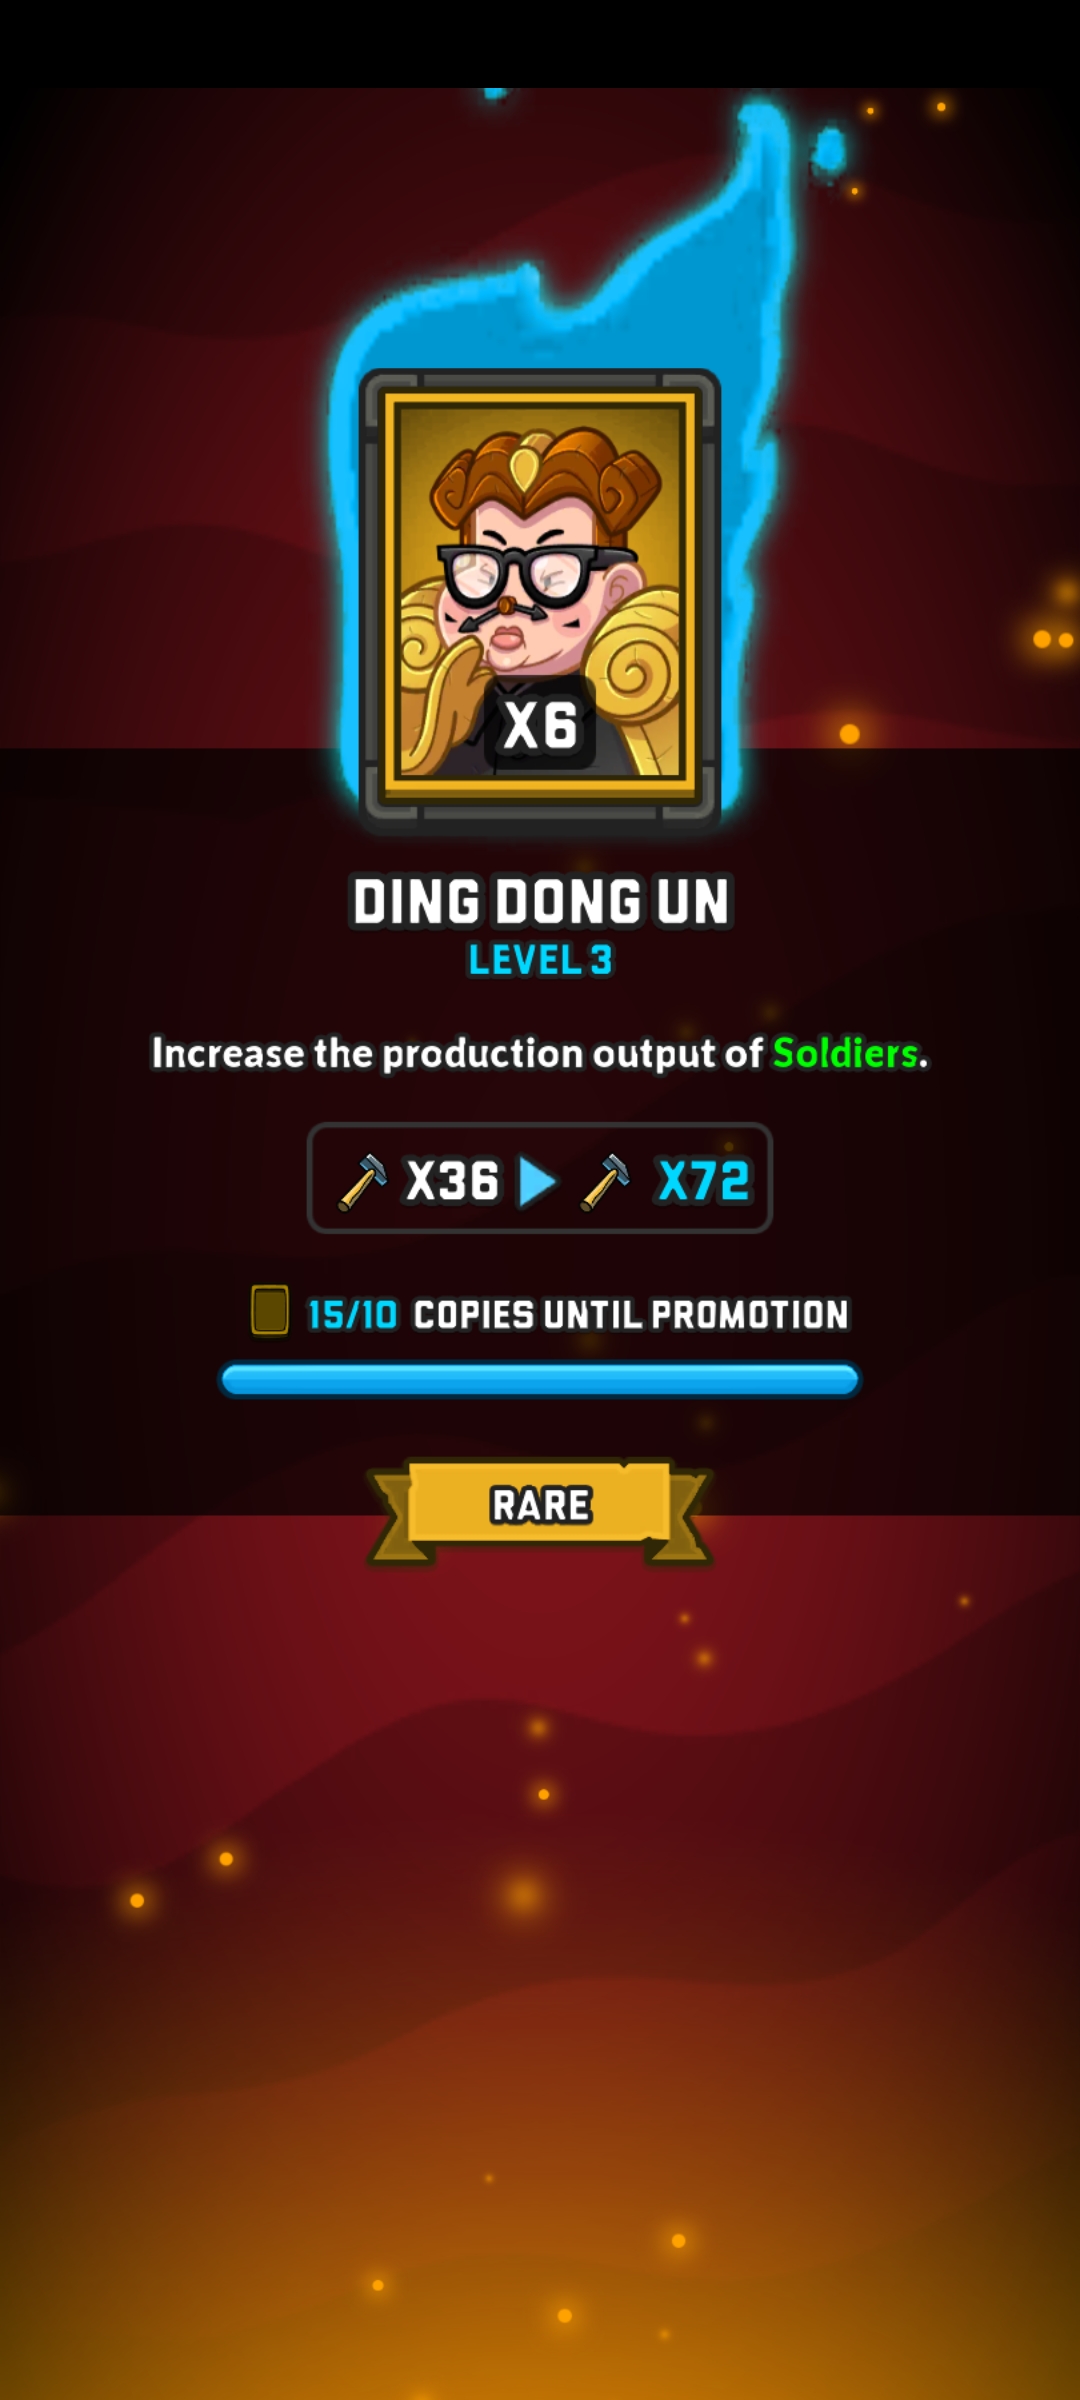 X6
DING DONG UN
LEVEL 3
Increase the production output of Soldiers.
X36 X72
15/10 COPIES UNTIL PROMOTION
RARE